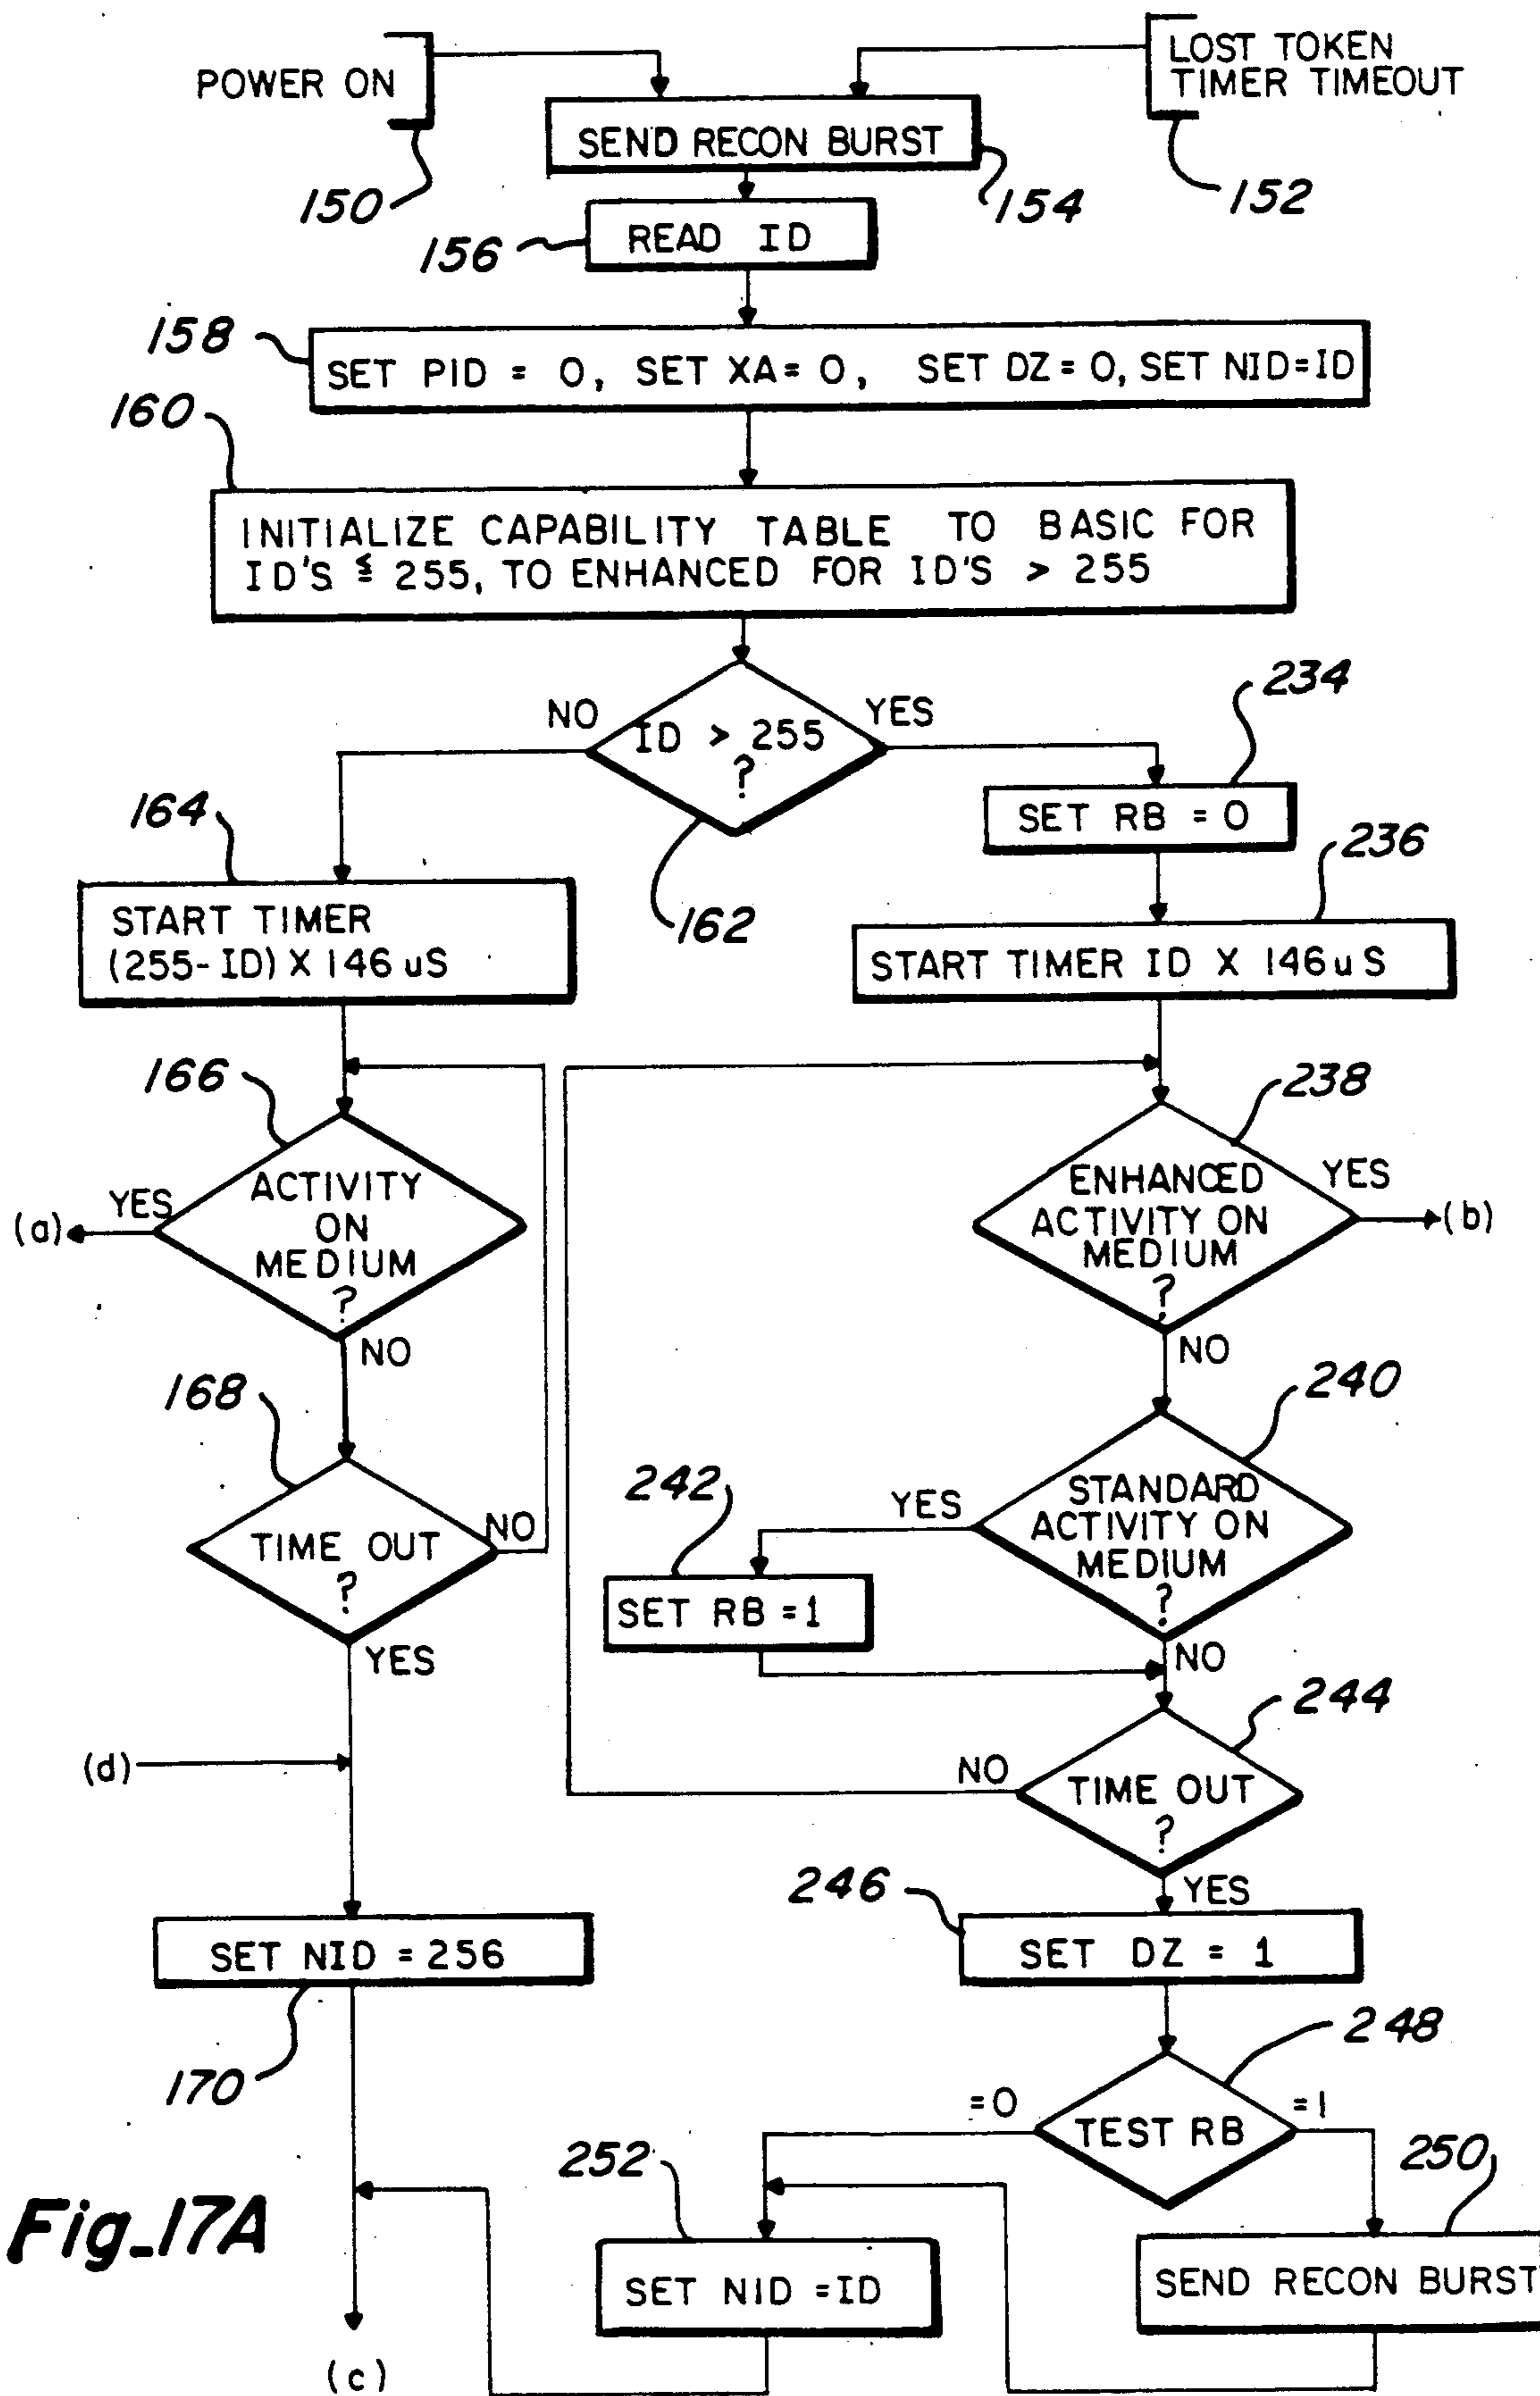 POWER ON
LOST TOKEN
TIMER TIMEOUT
SEND RECON BURST
150
154
152
156
READ ID
158
SET PID = 0, SET XA = 0, SET DZ = 0, SET NID = ID
160
INITIALIZE CAPABILITY TABLE TO BASIC FOR
ID'S ≤ 255, TO ENHANCED FOR ID'S > 255
234
NO
YES
ID > 255
?
164
SET RB = 0
236
162
START TIMER
(255-ID) X 146 uS
START TIMER ID X 146 uS
166
238
YES
ACTIVITY
ON
MEDIUM
?
(a)
ENHANCED
ACTIVITY ON
MEDIUM
?
YES
(b)
NO
NO
168
240
242
YES
STANDARD
ACTIVITY ON
MEDIUM
?
TIME OUT
?
NO
SET RB = 1
YES
NO
244
(d)
NO
TIME OUT
?
246
YES
SET NID = 256
SET DZ = 1
170
248
=0
=1
TEST RB
252
250
Fig_17A
SET NID = ID
SEND RECON BURST
(c)